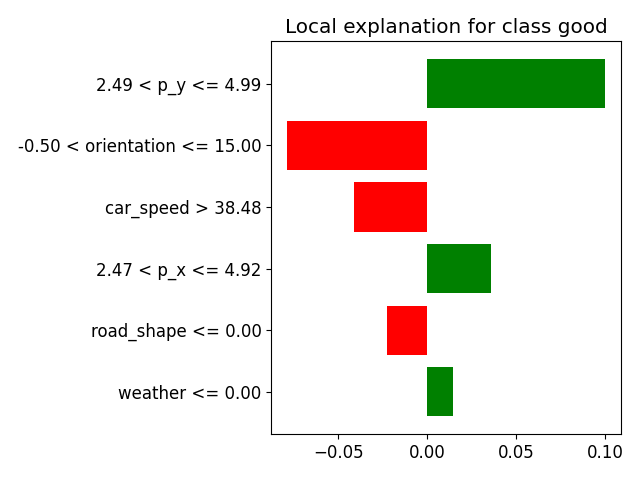 Local explanation for class good
2.49 < p_y <= 4.99
-0.50 < orientation <= 15.00
car_speed > 38.48
2.47 < p_x <= 4.92
road_shape <= 0.00
weather <= 0.00
−0.05 0.00 0.05 0.10